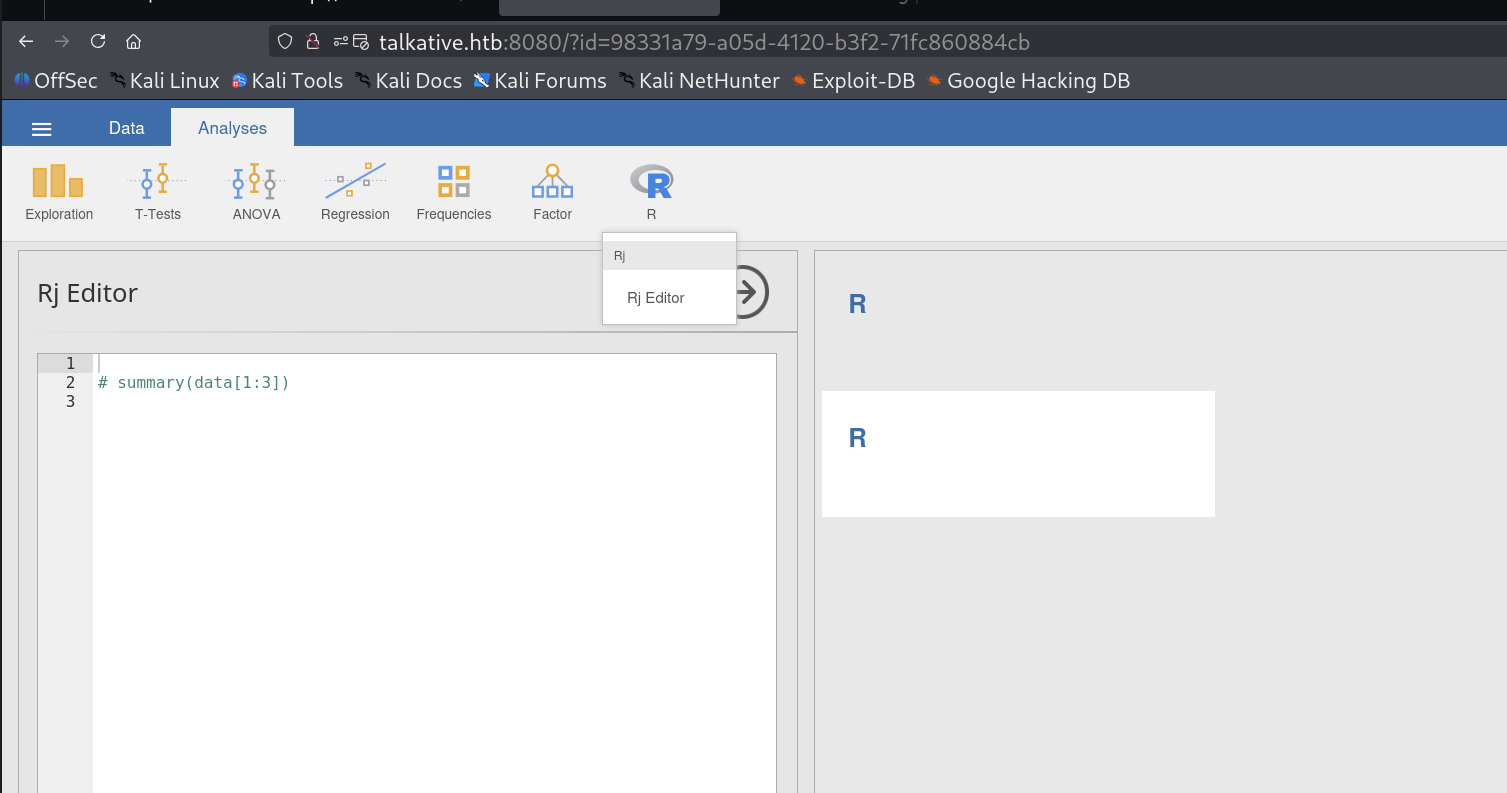 talkative.htb:8080/?id=98331a79-a05d-4120-b3f2-71fc860884cb
OffSec Kali Linux Kali Tools Kali Docs Kali Forums Kali NetHunter Exploit-DB Google Hacking DB
Data Analyses
Exploration T-Tests ANOVA Regression Frequencies Factor R
Rj
Rj Editor
Rj Editor
R
1
2 # summary(data[1:3])
3
R